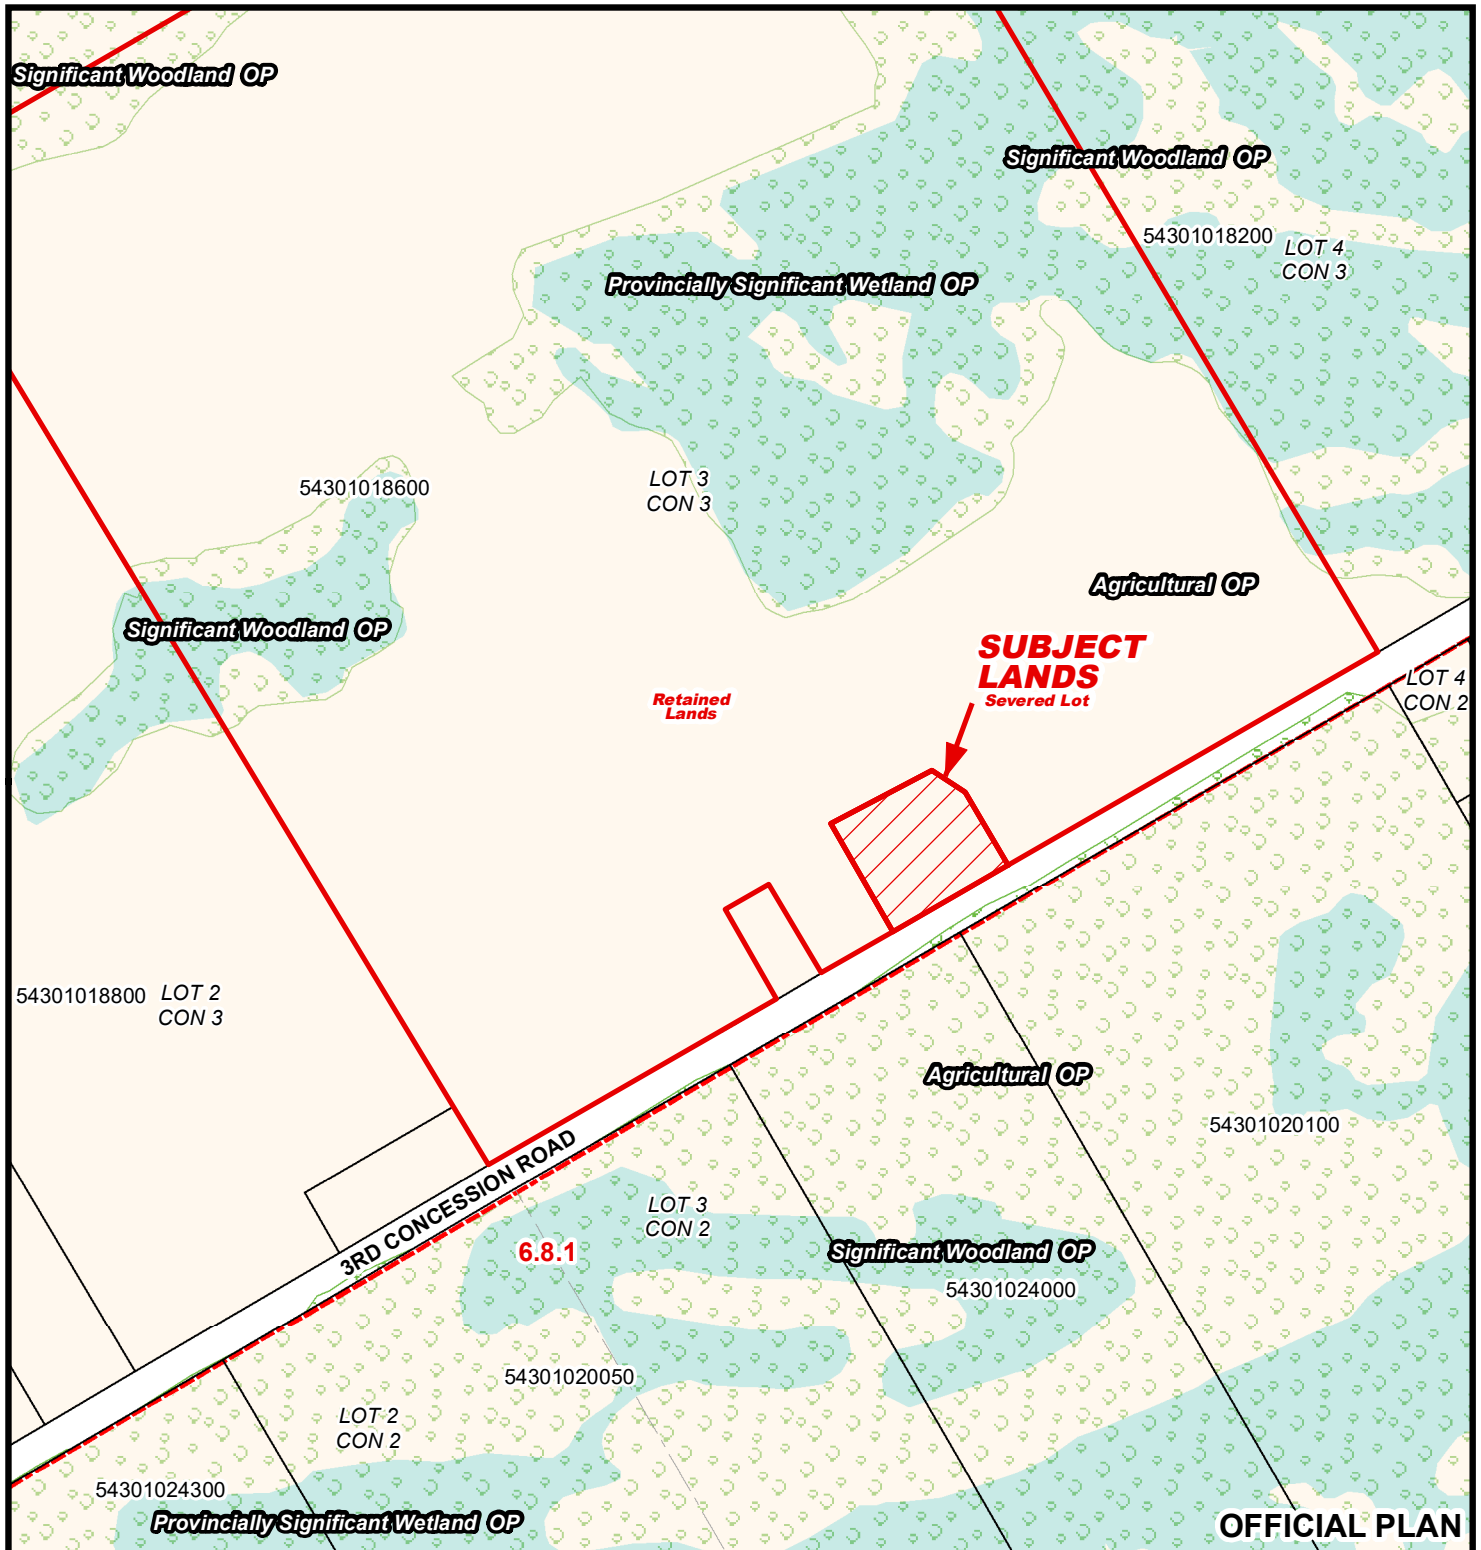 Significant Woodland OP
Significant Woodland OP
54301018200
LOT 4
CON 3
Provincially Significant Wetland OP
54301018600
LOT 3
CON 3
Agricultural OP
Significant Woodland OP
SUBJECT
LANDS
Severed Lot
Retained
Lands
LOT 4
CON 2
54301018800
LOT 2
CON 3
Agricultural OP
54301020100
3RD CONCESSION ROAD
LOT 3
CON 2
6.8.1
Significant Woodland OP
54301024000
54301020050
LOT 2
CON 2
54301024300
Provincially Significant Wetland OP
OFFICIAL PLAN